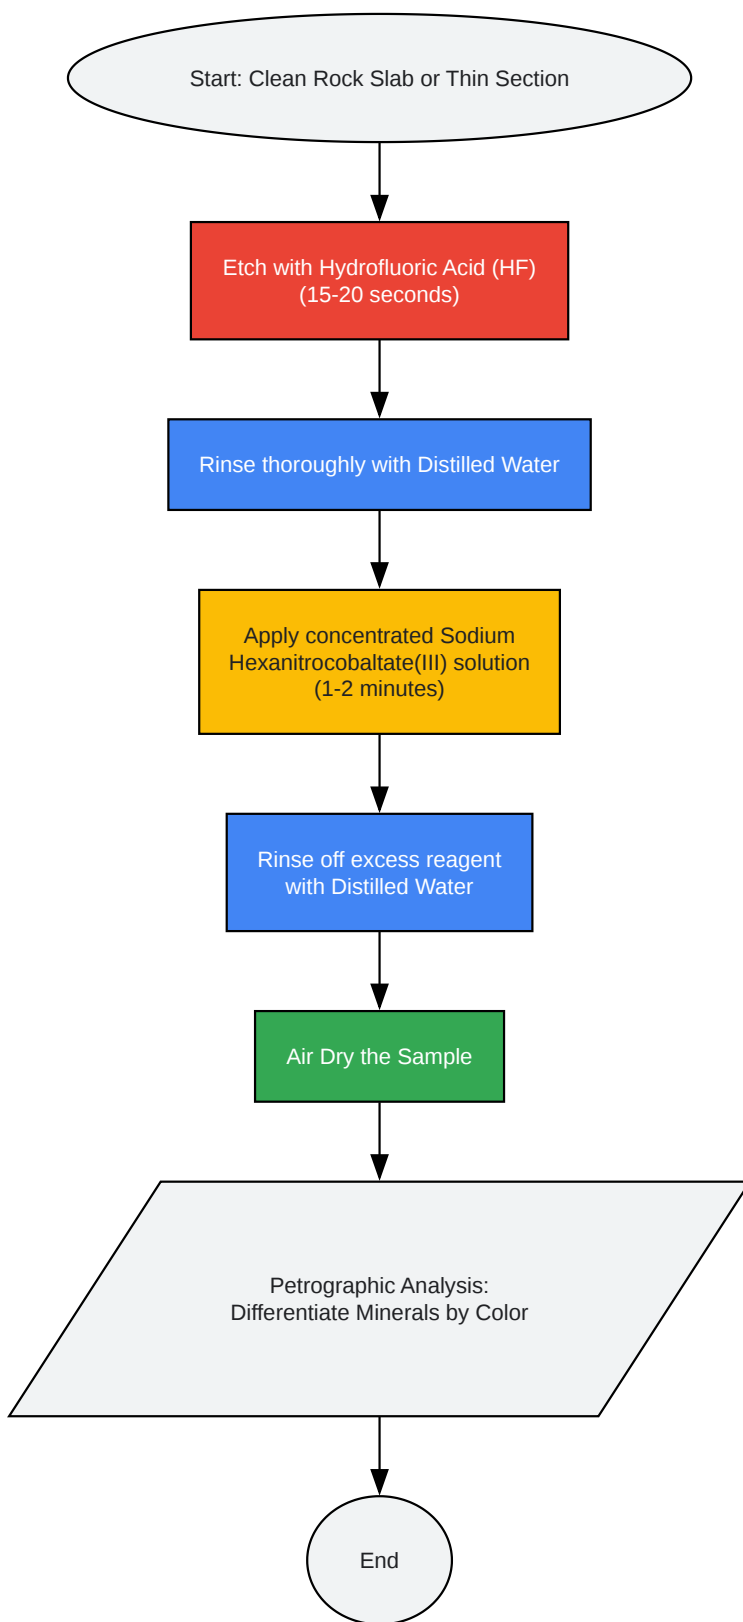 Start: Clean Rock Slab or Thin Section
Etch with Hydrofluoric Acid (HF)
(15-20 seconds)
Rinse thoroughly with Distilled Water
Apply concentrated Sodium
Hexanitrocobaltate(III) solution
(1-2 minutes)
Rinse off excess reagent
with Distilled Water
Air Dry the Sample
Petrographic Analysis:
Differentiate Minerals by Color
End